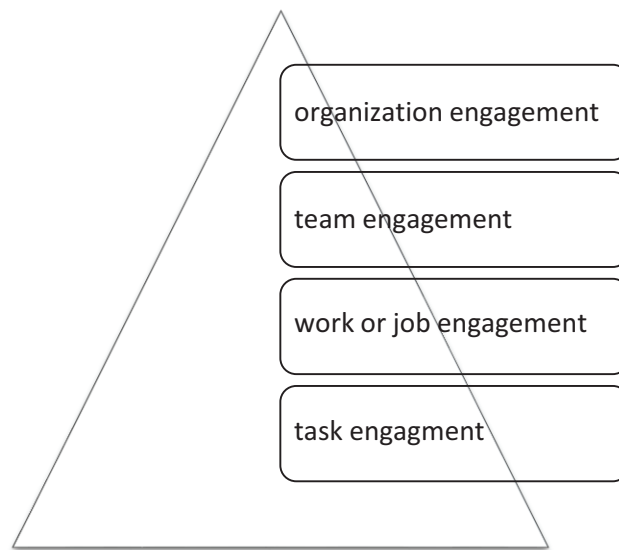 organization engagement
team engagement
work or job engagement
task engagment